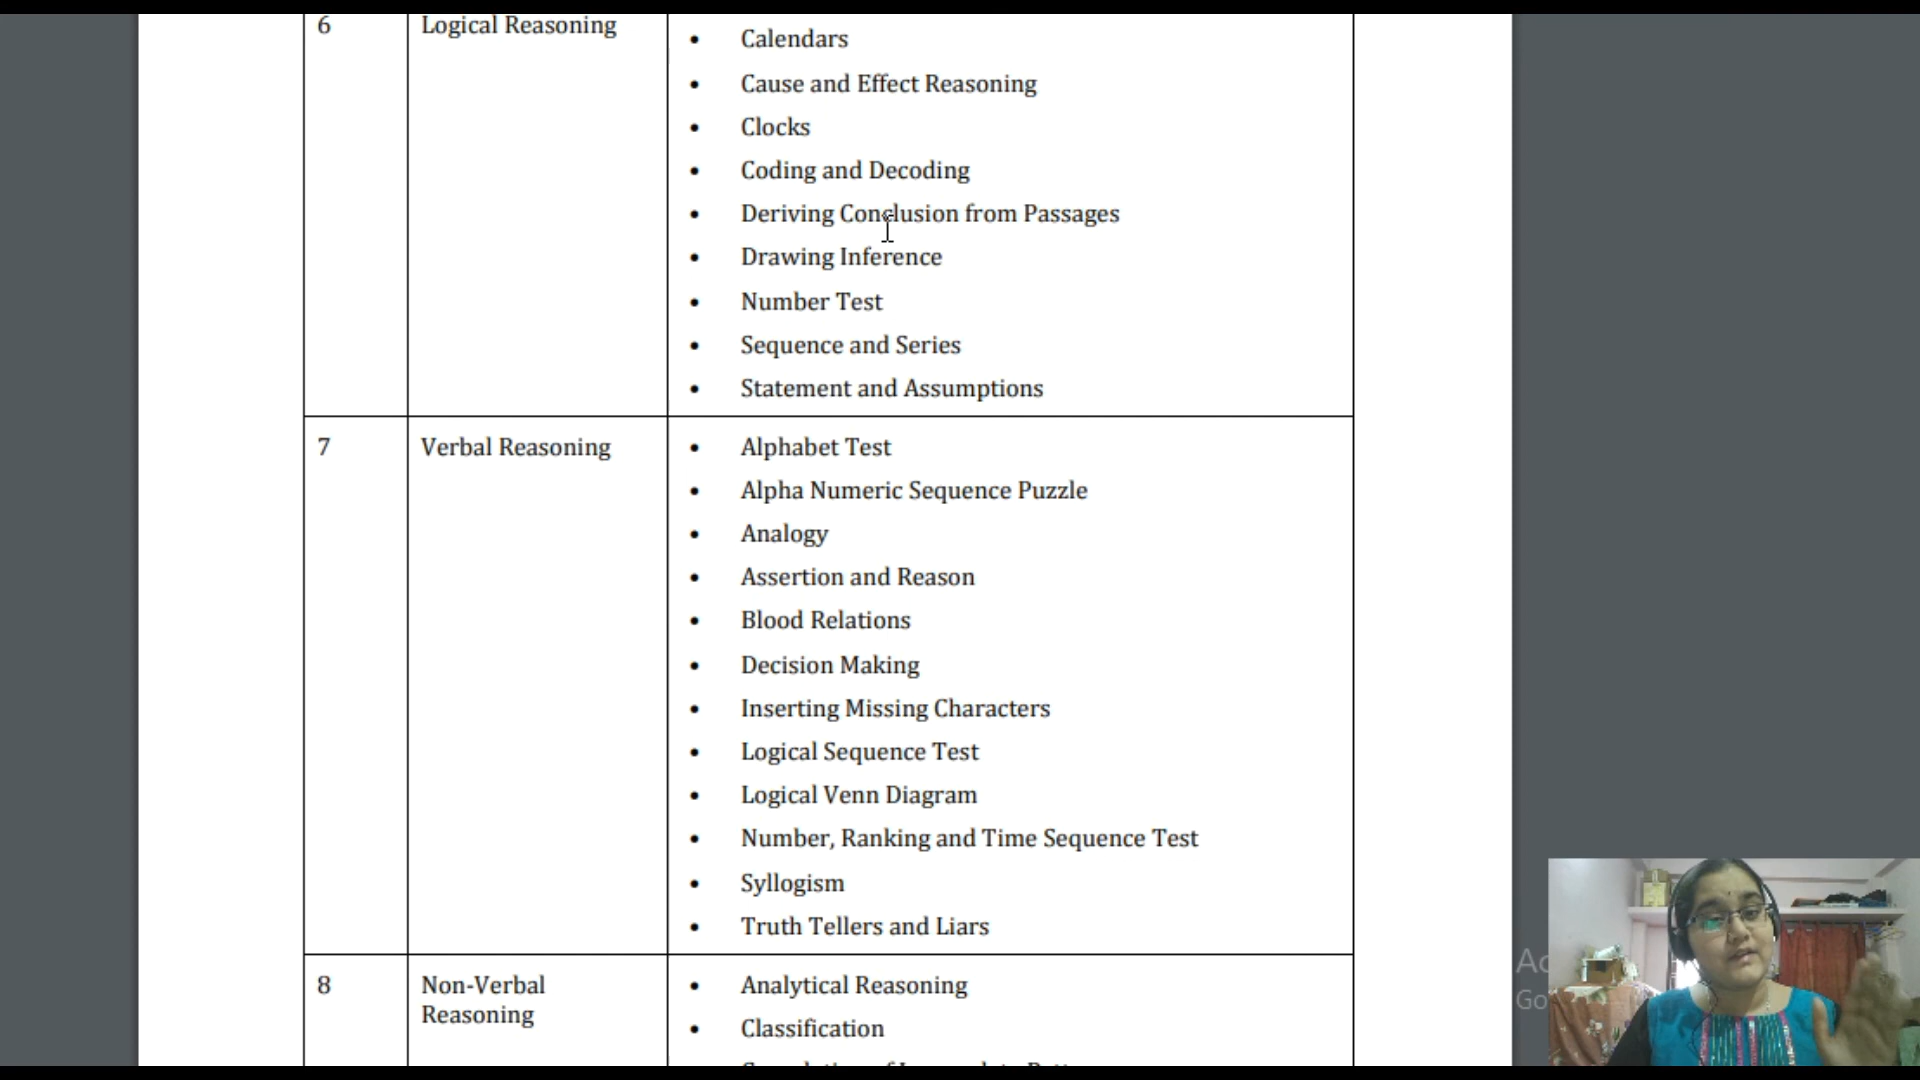 6 Logical Reasoning
• Calendars
• Cause and Effect Reasoning
• Clocks
• Coding and Decoding
• Deriving Conclusion from Passages
• Drawing Inference
• Number Test
• Sequence and Series
• Statement and Assumptions
7 Verbal Reasoning • Alphabet Test
• Alpha Numeric Sequence Puzzle
• Analogy
• Assertion and Reason
• Blood Relations
• Decision Making
• Inserting Missing Characters
• Logical Sequence Test
• Logical Venn Diagram
• Number, Ranking and Time Sequence Test
• Syllogism
• Truth Tellers and Liars
8 Non-Verbal • Analytical Reasoning
Reasoning
• Classification
Ac
Go